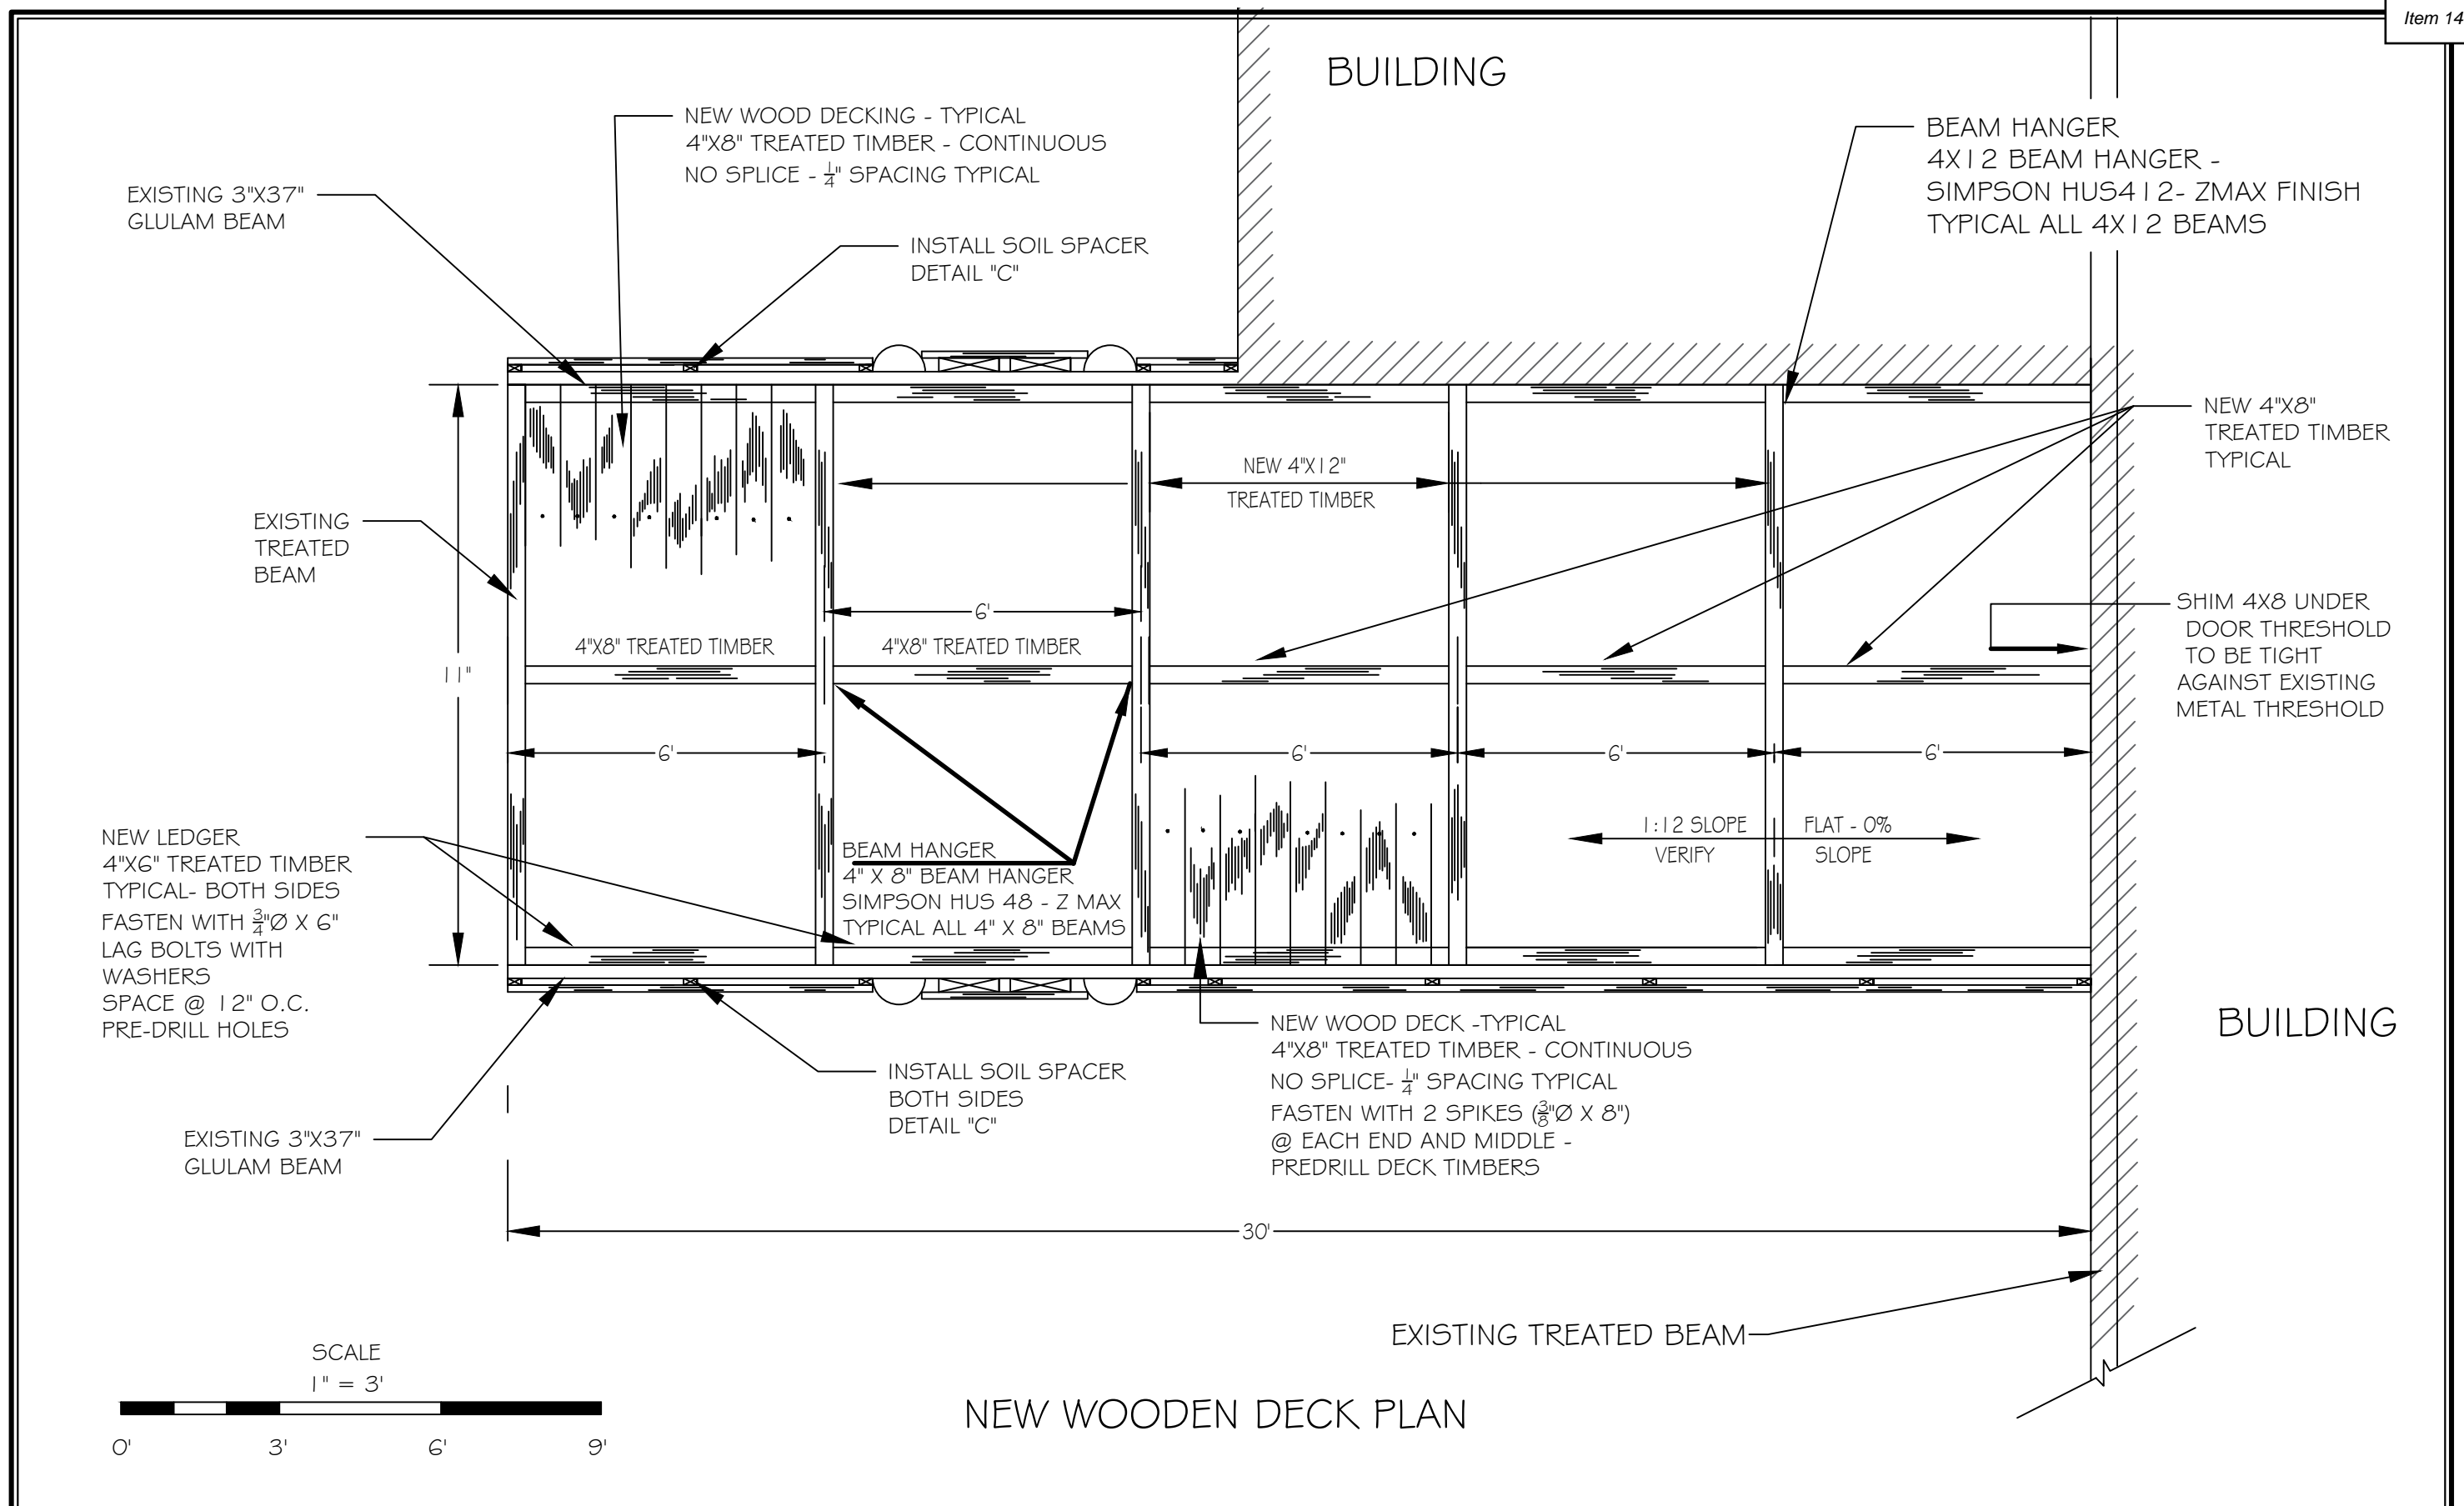 Item 14
BUILDING
NEW WOOD DECKING - TYPICAL
4"X8" TREATED TIMBER - CONTINUOUS
NO SPLICE - 1/4" SPACING TYPICAL
BEAM HANGER
4X12 BEAM HANGER -
SIMPSON HUS412- ZMAX FINISH
TYPICAL ALL 4X12 BEAMS
EXISTING 3"X37"
GLULAM BEAM
INSTALL SOIL SPACER
DETAIL "C"
NEW 4"X8"
TREATED TIMBER
TYPICAL
NEW 4"X12"
TREATED TIMBER
EXISTING
TREATED
BEAM
6'
4"X8" TREATED TIMBER
4"X8" TREATED TIMBER
SHIM 4X8 UNDER
DOOR THRESHOLD
TO BE TIGHT
AGAINST EXISTING
METAL THRESHOLD
11"
6'
6'
6'
6'
NEW LEDGER
4"X6" TREATED TIMBER
TYPICAL- BOTH SIDES
FASTEN WITH 3/4"Ø X 6"
LAG BOLTS WITH
WASHERS
SPACE @ 12" O.C.
PRE-DRILL HOLES
BEAM HANGER
4" X 8" BEAM HANGER
SIMPSON HUS 48 - Z MAX
TYPICAL ALL 4" X 8" BEAMS
1:12 SLOPE
VERIFY
FLAT - 0%
SLOPE
BUILDING
NEW WOOD DECK -TYPICAL
4"X8" TREATED TIMBER - CONTINUOUS
NO SPLICE- 1/4" SPACING TYPICAL
FASTEN WITH 2 SPIKES (3/8"Ø X 8")
@ EACH END AND MIDDLE -
PREDRILL DECK TIMBERS
INSTALL SOIL SPACER
BOTH SIDES
DETAIL "C"
EXISTING 3"X37"
GLULAM BEAM
30'
EXISTING TREATED BEAM
SCALE
1" = 3'
0' 3' 6' 9'
NEW WOODEN DECK PLAN